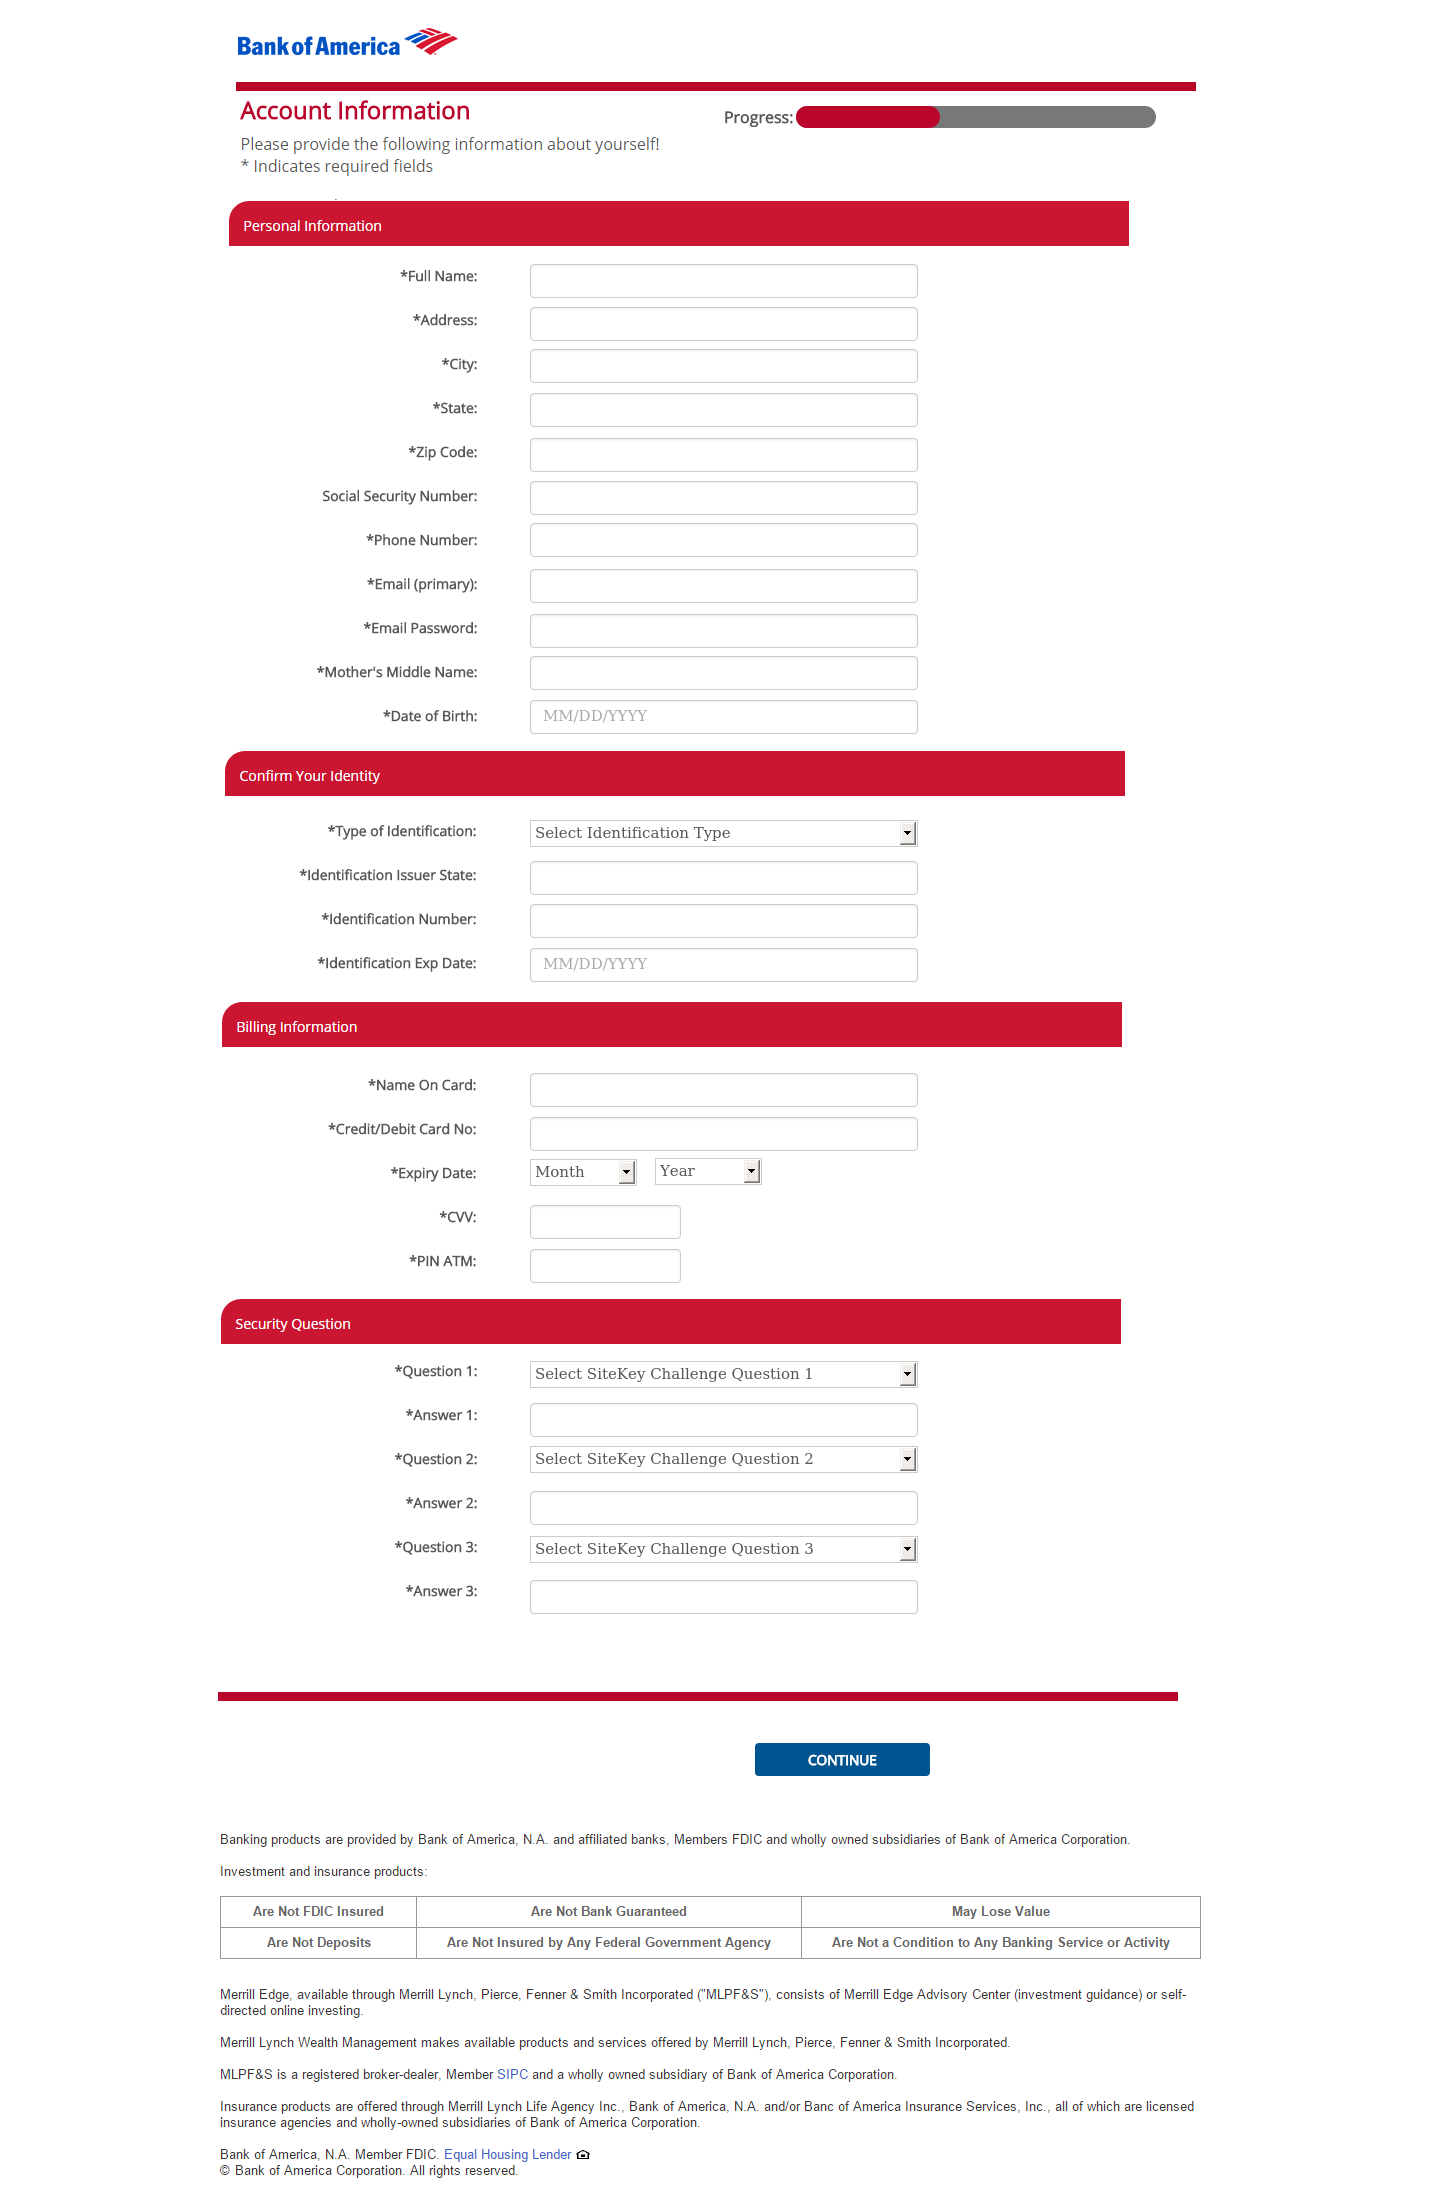 Bank of America
Account Information
Progress:
Please provide the following information about yourself!
* Indicates required fields
Personal Information
*Full Name:
*Address:
*City:
*State:
*Zip Code:
Social Security Number:
*Phone Number:
*Email (primary):
*Email Password:
*Mother's Middle Name:
*Date of Birth: MM/DD/YYYY
Confirm Your Identity
*Type of Identification: Select Identification Type
*Identification Issuer State:
*Identification Number:
*Identification Exp Date: MM/DD/YYYY
Billing Information
*Name On Card:
*Credit/Debit Card No:
*Expiry Date: Month Year
*CVV:
*PIN ATM:
Security Question
*Question 1: Select SiteKey Challenge Question 1
*Answer 1:
*Question 2: Select SiteKey Challenge Question 2
*Answer 2:
*Question 3: Select SiteKey Challenge Question 3
*Answer 3:
CONTINUE
Banking products are provided by Bank of America, N.A. and affiliated banks, Members FDIC and wholly owned subsidiaries of Bank of America Corporation.
Investment and insurance products:
Are Not FDIC Insured Are Not Bank Guaranteed May Lose Value
Are Not Deposits Are Not Insured by Any Federal Government Agency Are Not a Condition to Any Banking Service or Activity
Merrill Edge, available through Merrill Lynch, Pierce, Fenner & Smith Incorporated ("MLPF&S"), consists of Merrill Edge Advisory Center (investment guidance) or self-
directed online investing.
Merrill Lynch Wealth Management makes available products and services offered by Merrill Lynch, Pierce, Fenner & Smith Incorporated.
MLPF&S is a registered broker-dealer, Member SIPC and a wholly owned subsidiary of Bank of America Corporation.
Insurance products are offered through Merrill Lynch Life Agency Inc., Bank of America, N.A. and/or Banc of America Insurance Services, Inc., all of which are licensed
insurance agencies and wholly-owned subsidiaries of Bank of America Corporation.
Bank of America, N.A. Member FDIC. Equal Housing Lender
© Bank of America Corporation. All rights reserved.